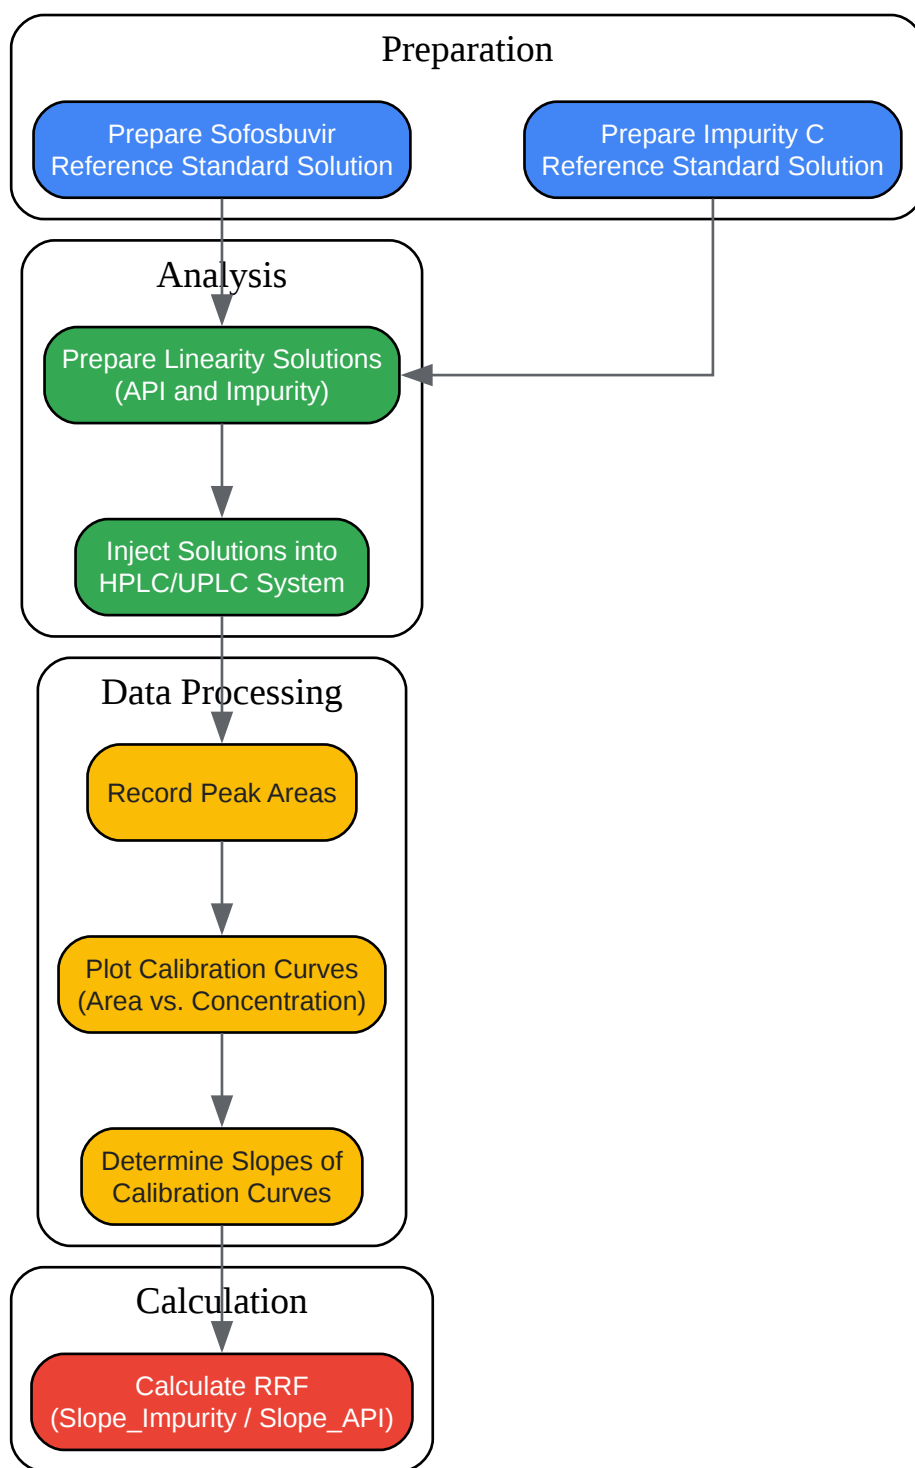 Preparation
Prepare Sofosbuvir
Reference Standard Solution
Prepare Impurity C
Reference Standard Solution
Analysis
Prepare Linearity Solutions
(API and Impurity)
Inject Solutions into
HPLC/UPLC System
Data Processing
Record Peak Areas
Plot Calibration Curves
(Area vs. Concentration)
Determine Slopes of
Calibration Curves
Calculation
Calculate RRF
(Slope_Impurity / Slope_API)